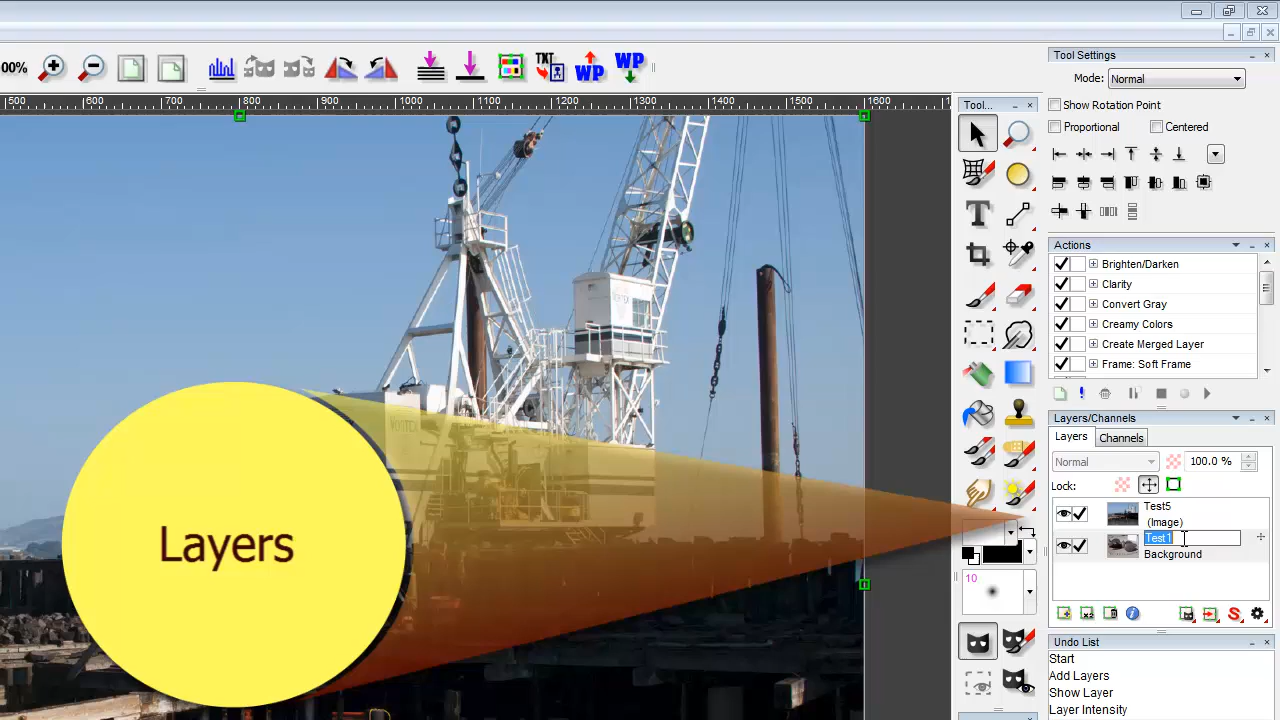 00%
TXT
WP
WP
500 600 700 800 900 1000 1100 1200 1300 1400 1500 1600
Tool Settings
Mode: Normal
Show Rotation Point
Proportional Centered
Tool...
T
Actions
Brighten/Darken
Clarity
Convert Gray
Creamy Colors
Create Merged Layer
Frame: Soft Frame
Layers/Channels
Layers Channels
Normal 100.0 %
Lock:
Test5
(Image)
Test1
Background
10
S
Undo List
Start
Add Layers
Show Layer
Layer Intensity
Layers